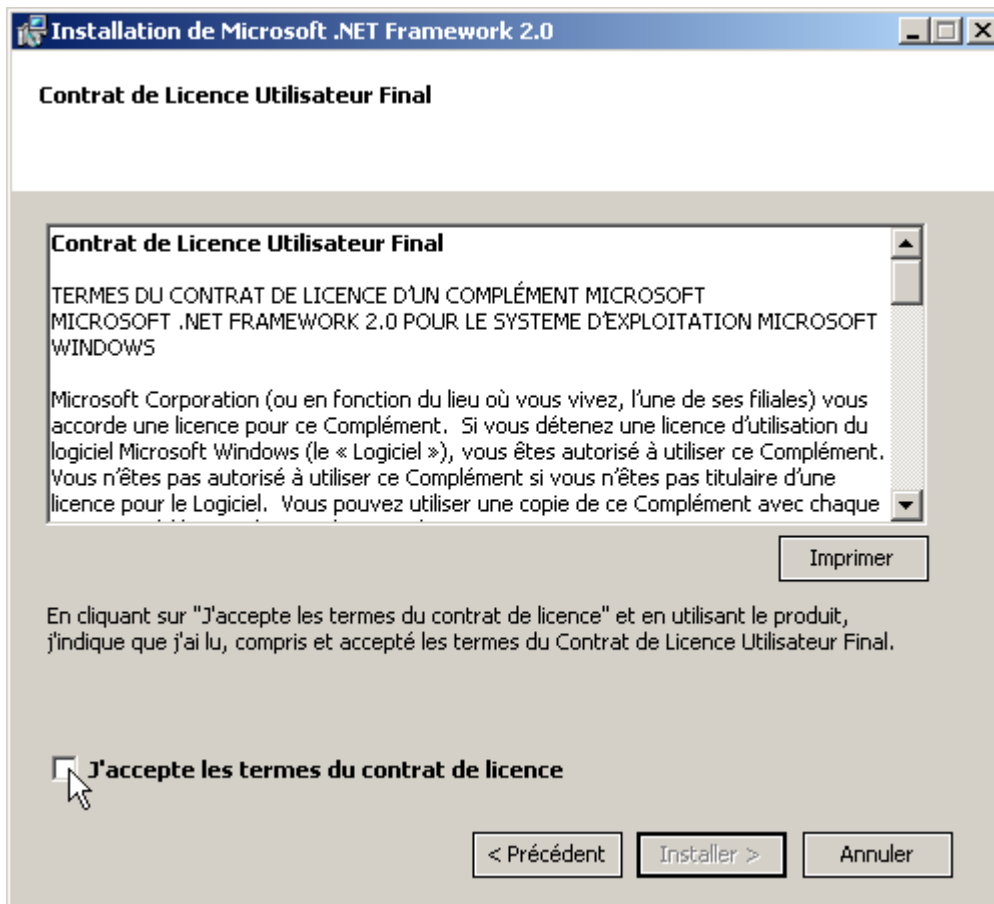 Installation de Microsoft .NET Framework 2.0
Contrat de Licence Utilisateur Final
Contrat de Licence Utilisateur Final
TERMES DU CONTRAT DE LICENCE D'UN COMPLÉMENT MICROSOFT
MICROSOFT .NET FRAMEWORK 2.0 POUR LE SYSTEME D'EXPLOITATION MICROSOFT
WINDOWS
Microsoft Corporation (ou en fonction du lieu où vous vivez, l’une de ses filiales) vous
accorde une licence pour ce Complément.  Si vous détenez une licence d’utilisation du
logiciel Microsoft Windows (le « Logiciel »), vous êtes autorisé à utiliser ce Complément.
Vous n’êtes pas autorisé à utiliser ce Complément si vous n’êtes pas titulaire d’une
licence pour le Logiciel.  Vous pouvez utiliser une copie de ce Complément avec chaque
Imprimer
En cliquant sur "J'accepte les termes du contrat de licence" et en utilisant le produit,
j'indique que j'ai lu, compris et accepté les termes du Contrat de Licence Utilisateur Final.
J'accepte les termes du contrat de licence
< Précédent
Installer >
Annuler